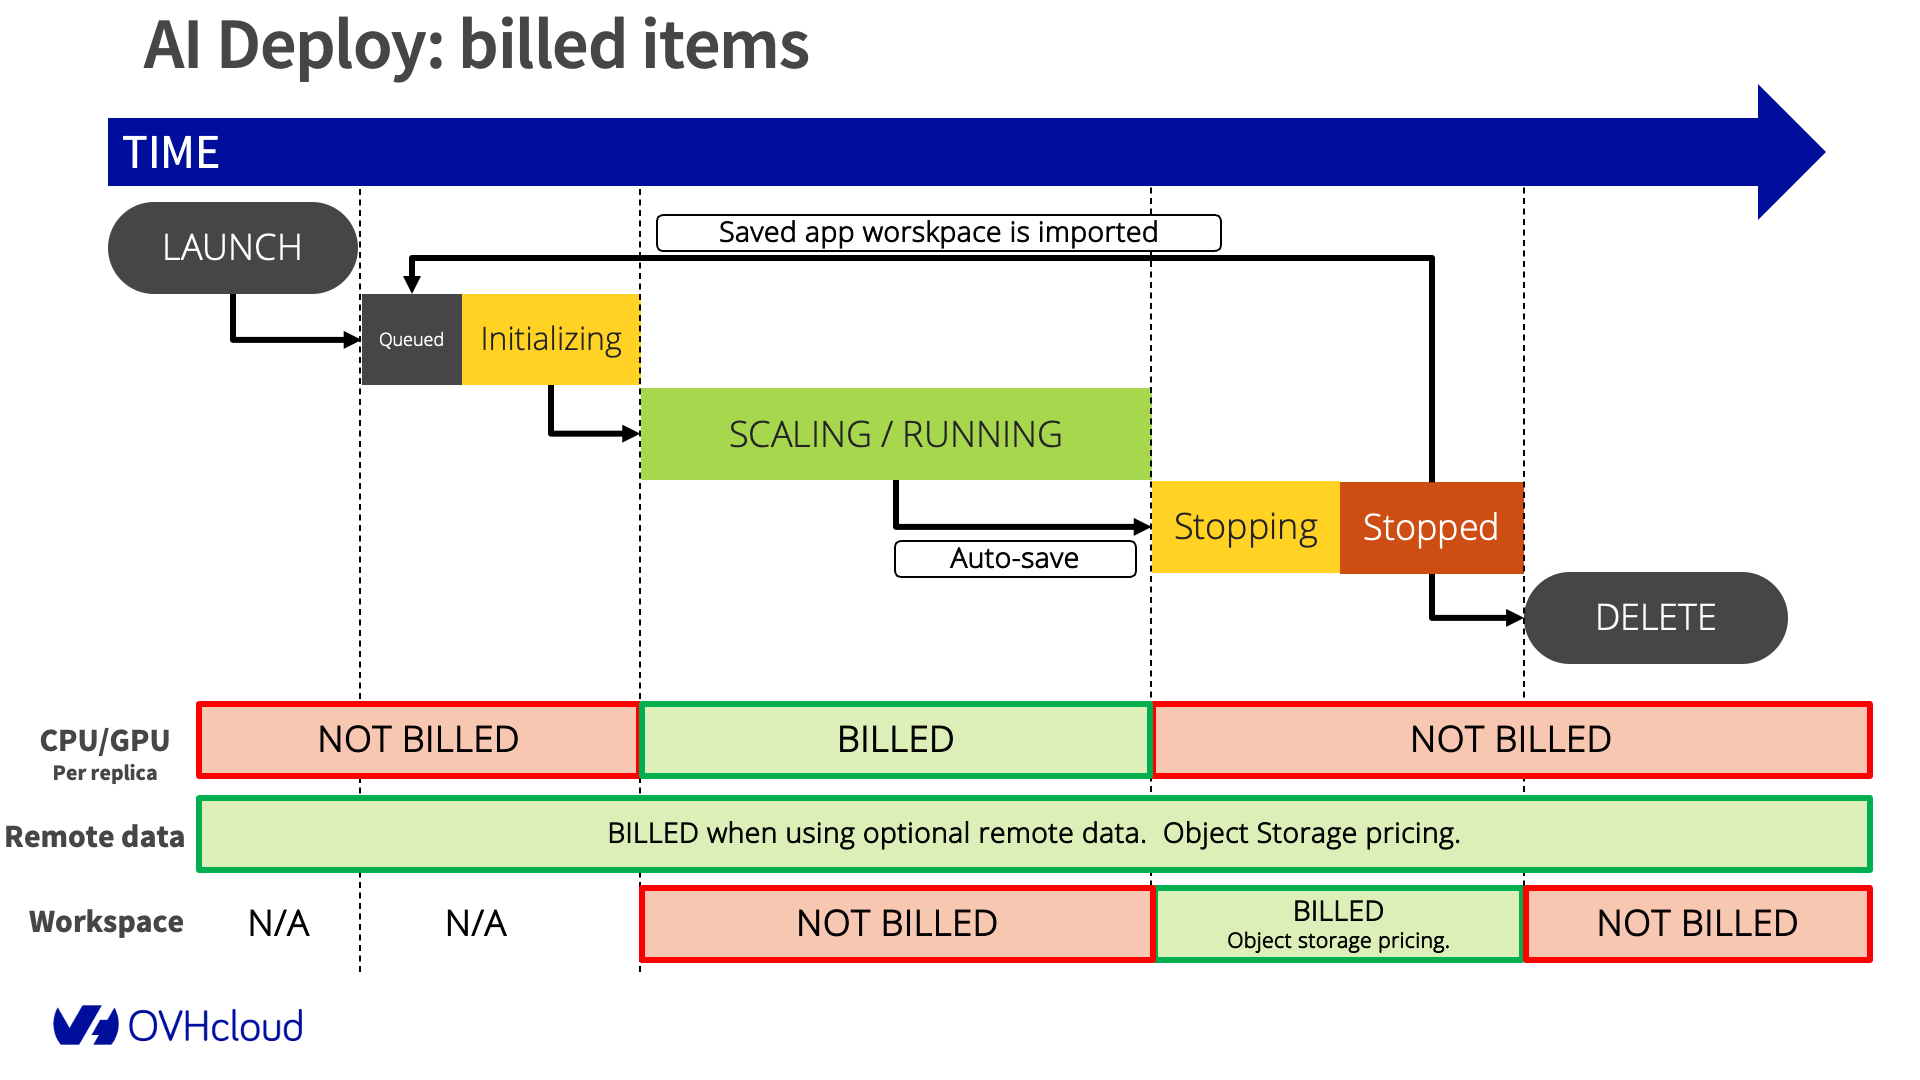 AI Deploy: billed items
TIME
LAUNCH
Saved app worskpace is imported
Queued
Initializing
SCALING / RUNNING
Auto-save
Stopping
Stopped
DELETE
CPU/GPU
Per replica
NOT BILLED
BILLED
NOT BILLED
Remote data
BILLED when using optional remote data.  Object Storage pricing.
Workspace
N/A
N/A
NOT BILLED
BILLED
Object storage pricing.
NOT BILLED
OVHcloud